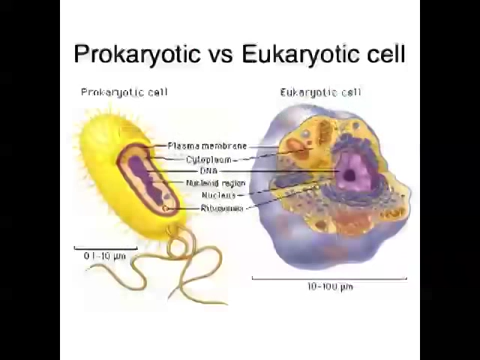 Prokaryotic vs Eukaryotic cell
Prokaryotic cell
Eukaryotic cell
Plasma membrane
Cytoplasm
DNA
Nucleoid region
Nucleus
Ribosomes
0.1-10 μm
10-100 μm